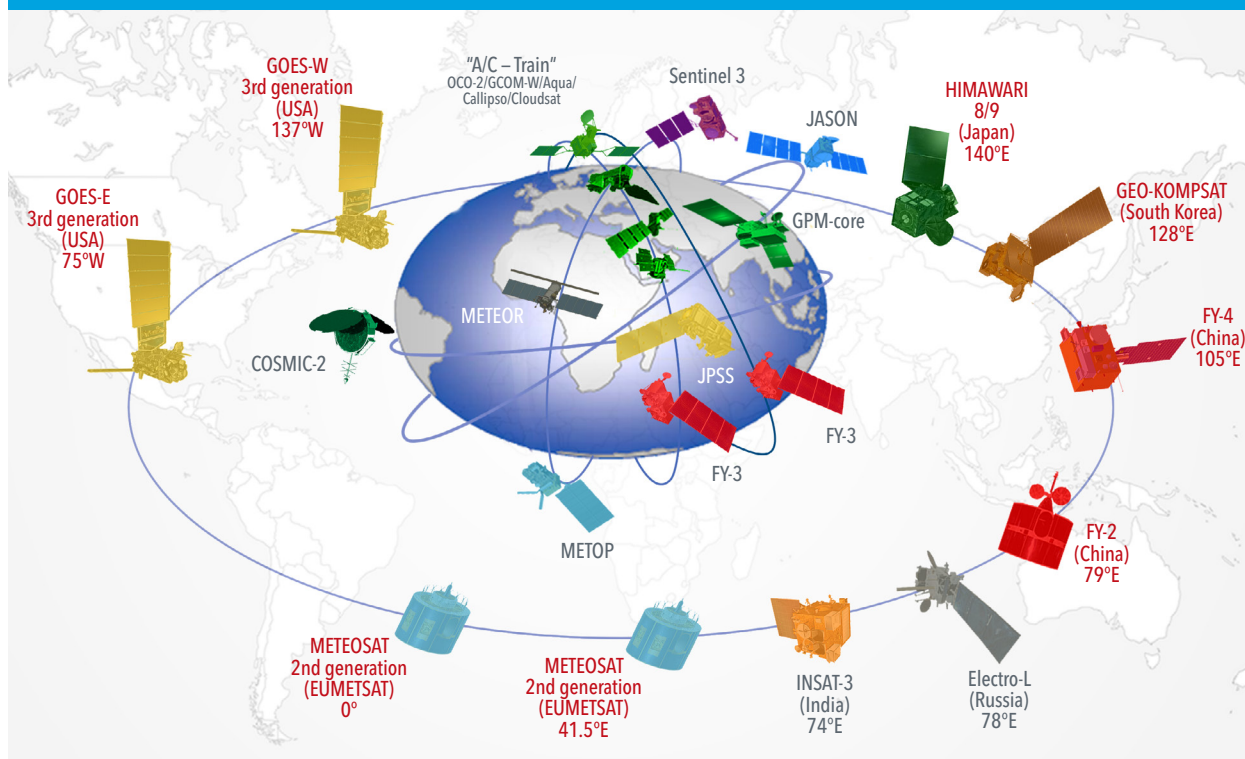 "A/C – Train"
OCO-2/GCOM-W/Aqua/
Callipso/Cloudsat
GOES-W
3rd generation
(USA)
137°W
Sentinel 3
JASON
HIMAWARI
8/9
(Japan)
140°E
GOES-E
3rd generation
(USA)
75°W
GPM-core
GEO-KOMPSAT
(South Korea)
128°E
METEOR
FY-4
(China)
105°E
COSMIC-2
JPSS
FY-3
FY-3
METOP
FY-2
(China)
79°E
METEOSAT
2nd generation
(EUMETSAT)
0°
METEOSAT
2nd generation
(EUMETSAT)
41.5°E
INSAT-3
(India)
74°E
Electro-L
(Russia)
78°E